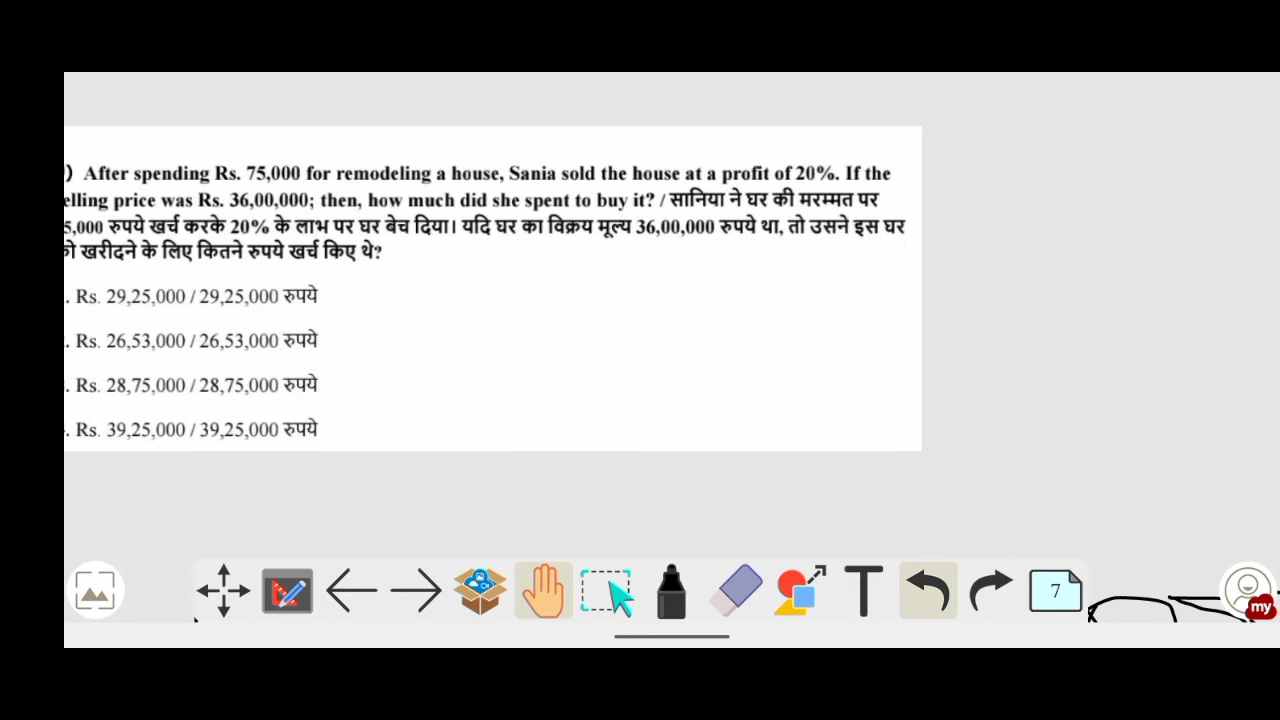 ) After spending Rs. 75,000 for remodeling a house, Sania sold the house at a profit of 20%. If the
elling price was Rs. 36,00,000; then, how much did she spent to buy it? / सानिया ने घर की मरम्मत पर
5,000 रुपये खर्च करके 20% के लाभ पर घर बेच दिया। यदि घर का विक्रय मूल्य 36,00,000 रुपये था, तो उसने इस घर
को खरीदने के लिए कितने रुपये खर्च किए थे?
. Rs. 29,25,000 / 29,25,000 रुपये
. Rs. 26,53,000 / 26,53,000 रुपये
. Rs. 28,75,000 / 28,75,000 रुपये
. Rs. 39,25,000 / 39,25,000 रुपये
T
7
my